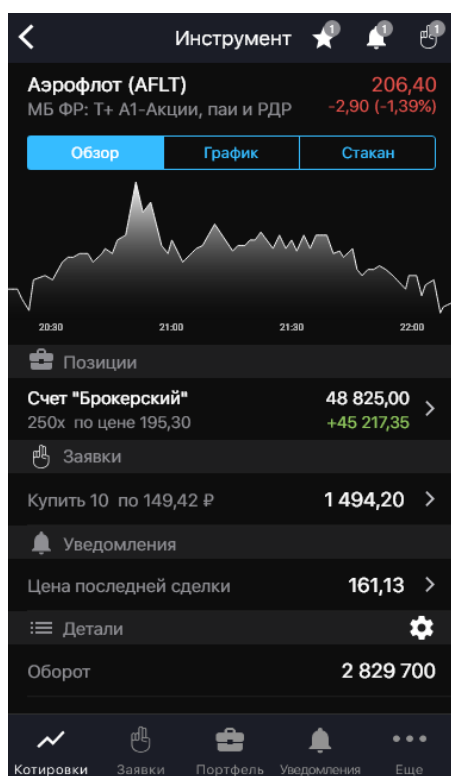 Инструмент 1 1 1
Аэрофлот (AFLT) 206,40
МБ ФР: Т+ А1-Акции, паи и РДР -2,90 (-1,39%)
Обзор График Стакан
20:30 21:00 21:30 22:00
Позиции
Счет "Брокерский" 48 825,00
250x по цене 195,30 +45 217,35
Заявки
Купить 10 по 149,42 ₽ 1 494,20
Уведомления
Цена последней сделки 161,13
Детали
Оборот 2 829 700
Котировки Заявки Портфель Уведомления Еще